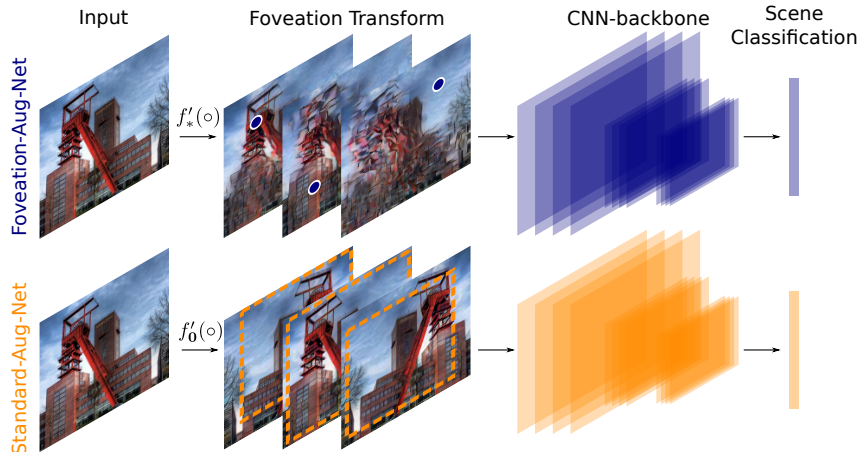 Input
Foveation Transform
CNN-backbone
Scene
Classification
Foveation-Aug-Net
f′*(○)
Standard-Aug-Net
f′0(○)